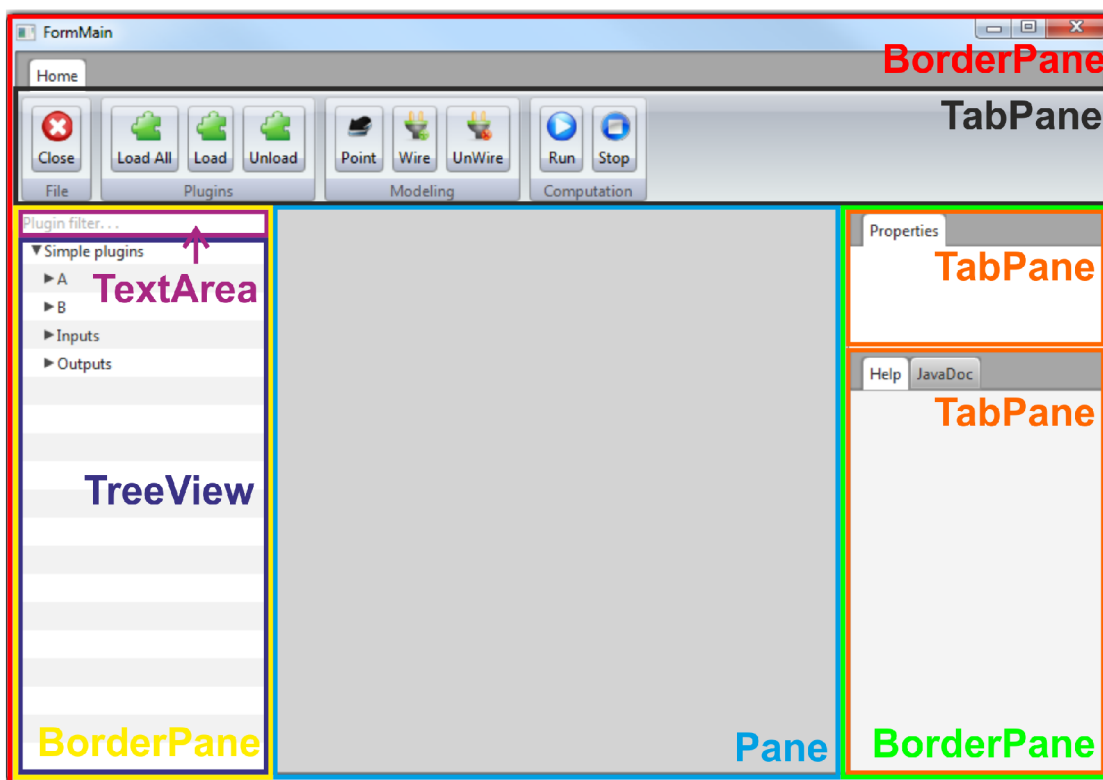 FormMain
BorderPane
Home
TabPane
Close Load All Load Unload Point Wire UnWire Run Stop
File Plugins Modeling Computation
Plugin filter...
TextArea
Simple plugins
A
B
Inputs
Outputs
TreeView
BorderPane
Pane
Properties
TabPane
Help JavaDoc
TabPane
BorderPane